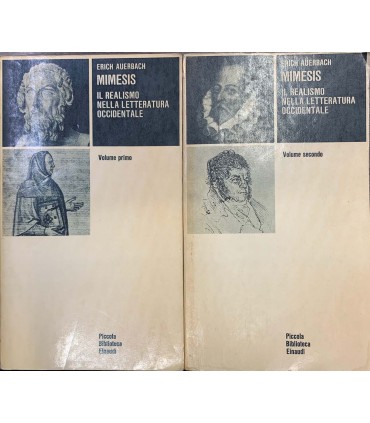 ERICH AUERBACH
MIMESIS
IL REALISMO
NELLA LETTERATURA
OCCIDENTALE
Volume primo
Piccola
Biblioteca
Einaudi
ERICH AUERBACH
MIMESIS
IL REALISMO
NELLA LETTERATURA
OCCIDENTALE
Volume secondo
Piccola
Biblioteca
Einaudi